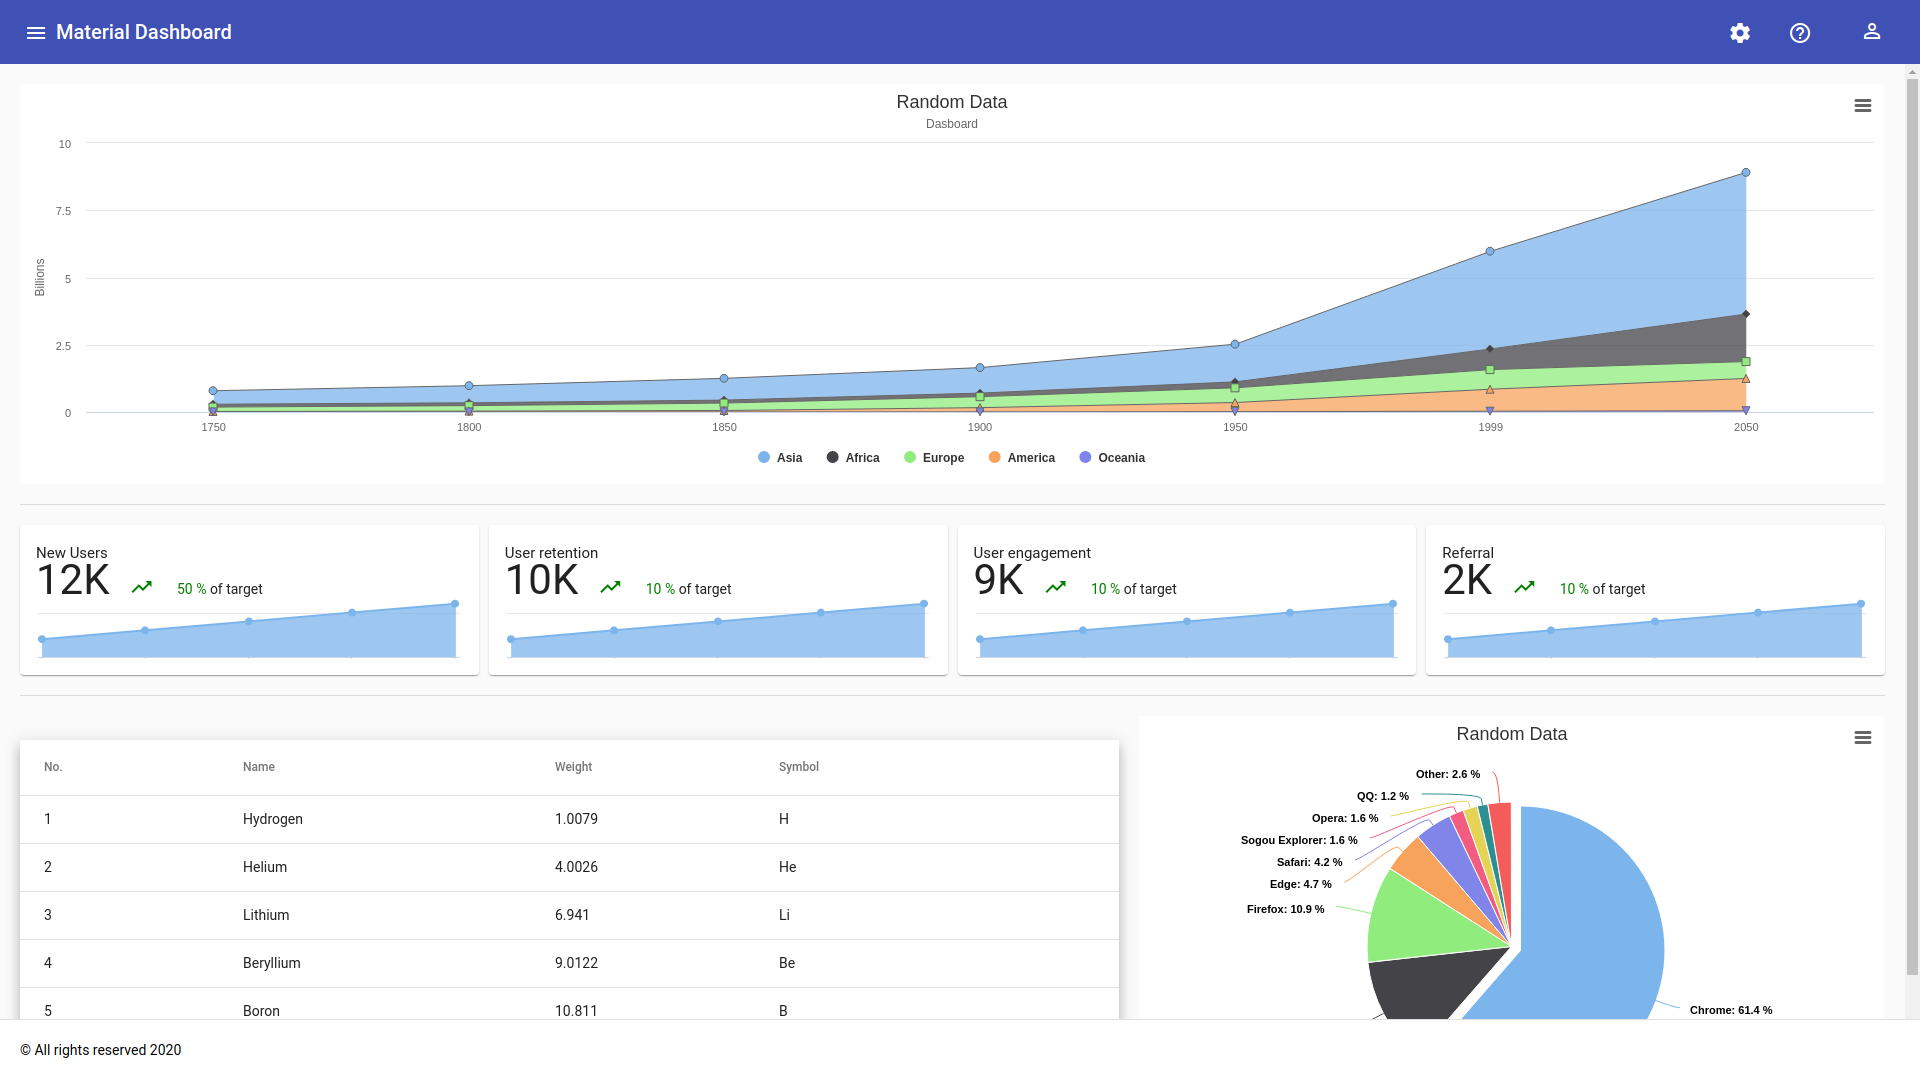 Material Dashboard
Random Data
Dasboard
Billions
10
7.5
5
2.5
0
1750 1800 1850 1900 1950 1999 2050
Asia Africa Europe America Oceania
New Users
12K 50 % of target
User retention
10K 10 % of target
User engagement
9K 10 % of target
Referral
2K 10 % of target
No. Name Weight Symbol
1 Hydrogen 1.0079 H
2 Helium 4.0026 He
3 Lithium 6.941 Li
4 Beryllium 9.0122 Be
5 Boron 10.811 B
Random Data
Other: 2.6 %
QQ: 1.2 %
Opera: 1.6 %
Sogou Explorer: 1.6 %
Safari: 4.2 %
Edge: 4.7 %
Firefox: 10.9 %
Chrome: 61.4 %
© All rights reserved 2020